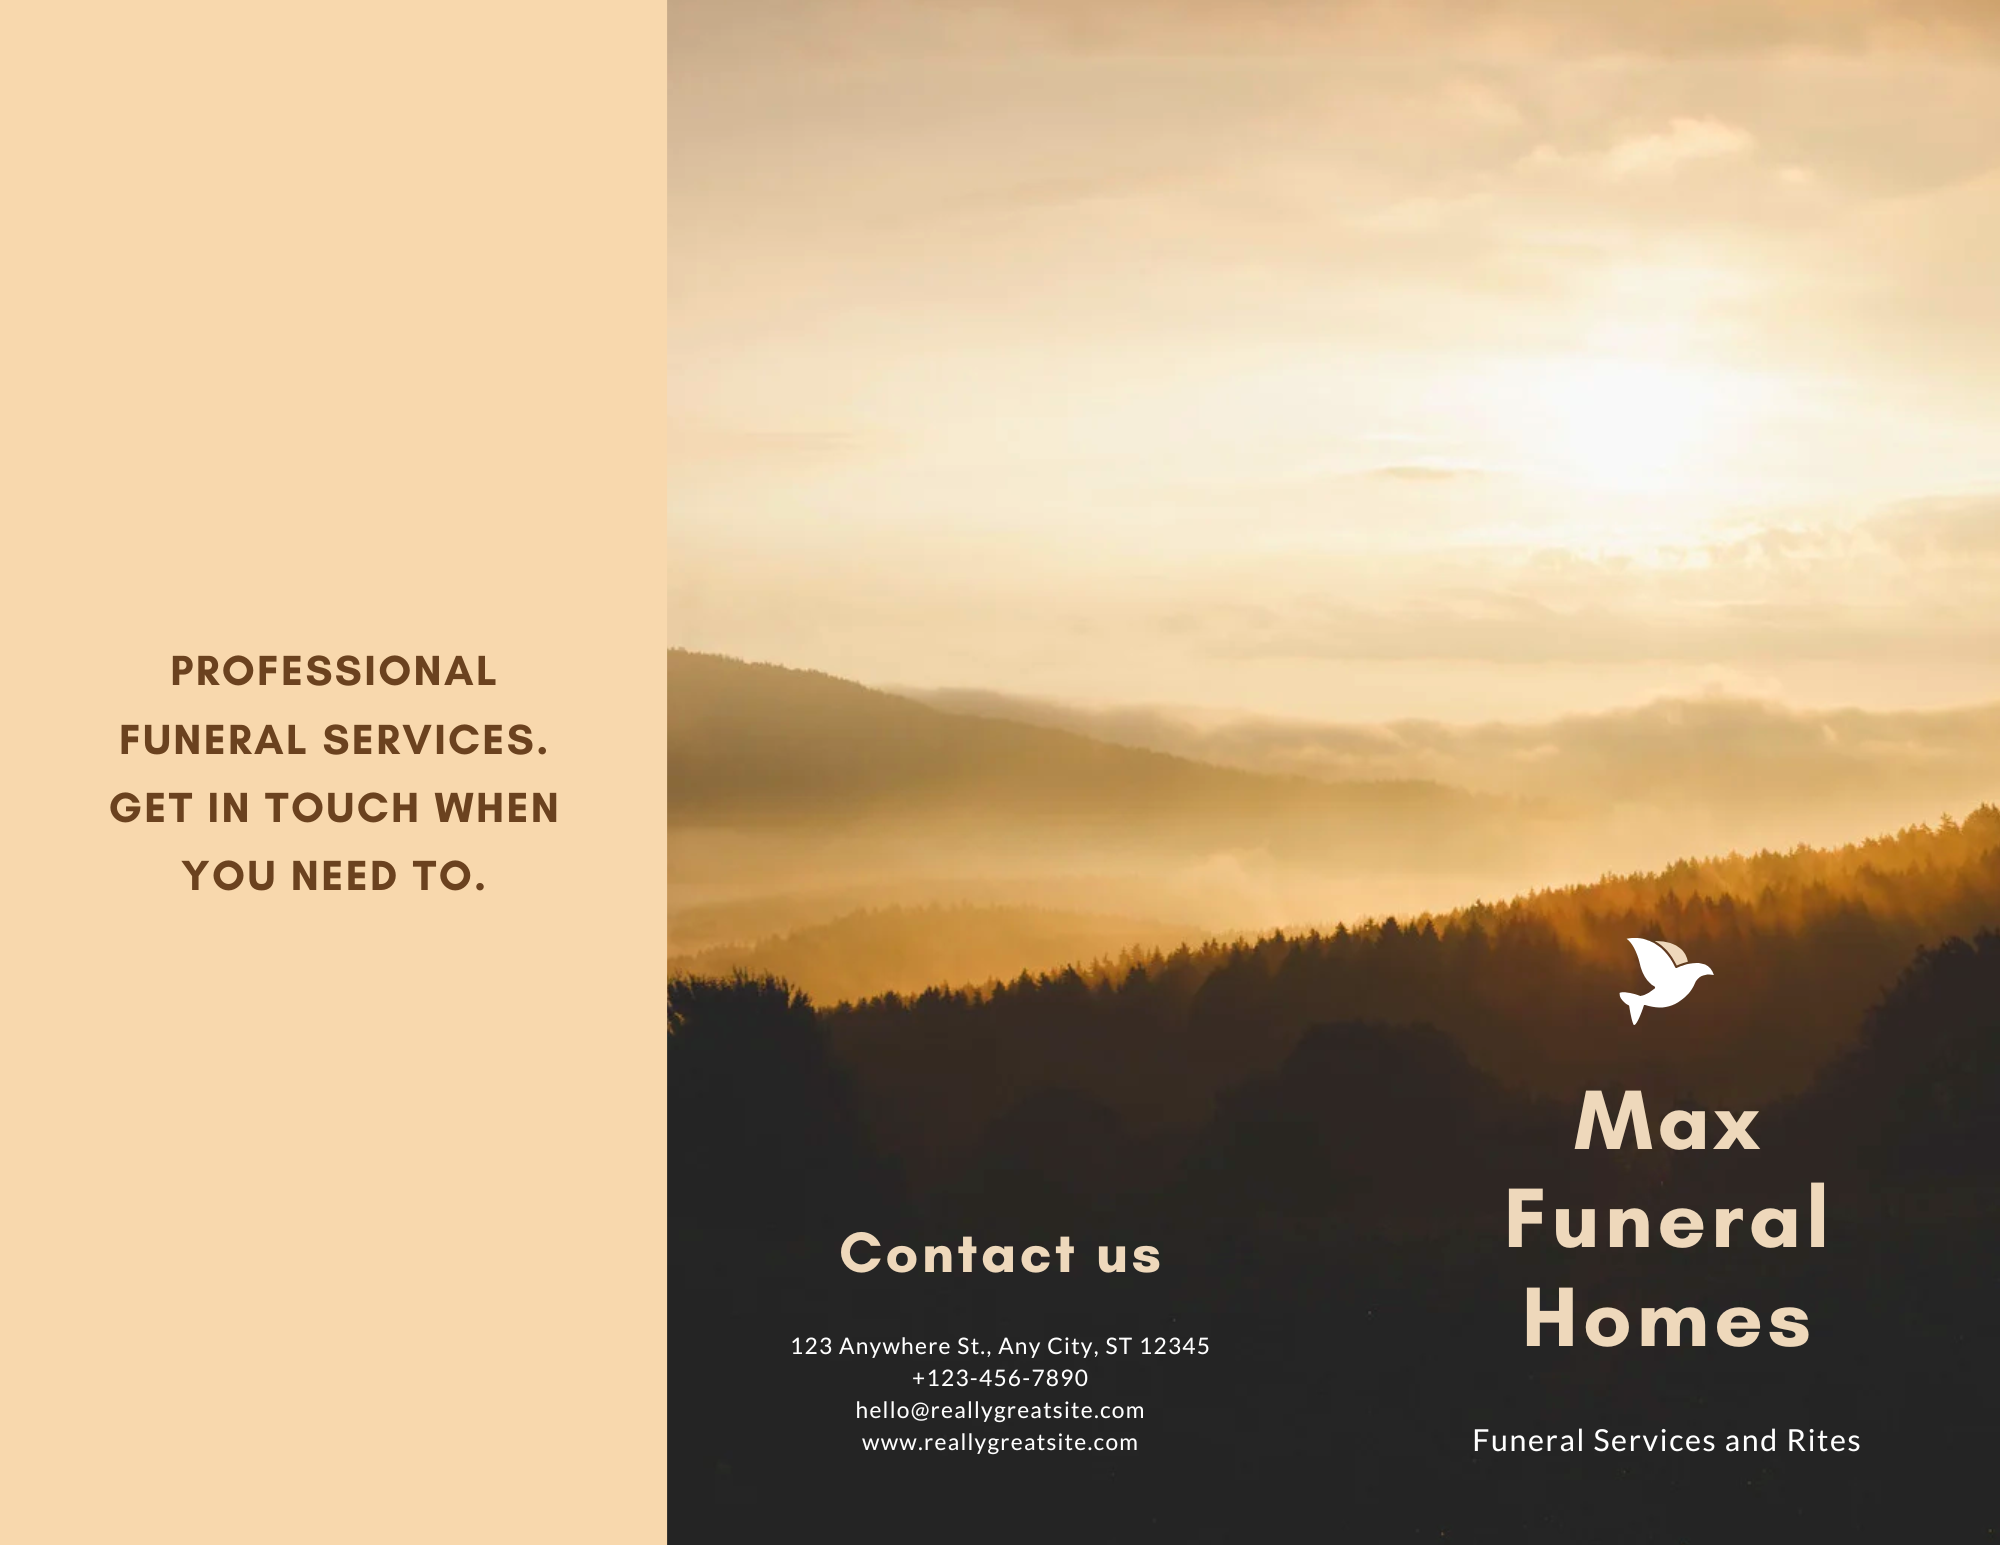 PROFESSIONAL
FUNERAL SERVICES.
GET IN TOUCH WHEN
YOU NEED TO.
Contact us
123 Anywhere St., Any City, ST 12345
+123-456-7890
hello@reallygreatsite.com
www.reallygreatsite.com
Max
Funeral
Homes
Funeral Services and Rites